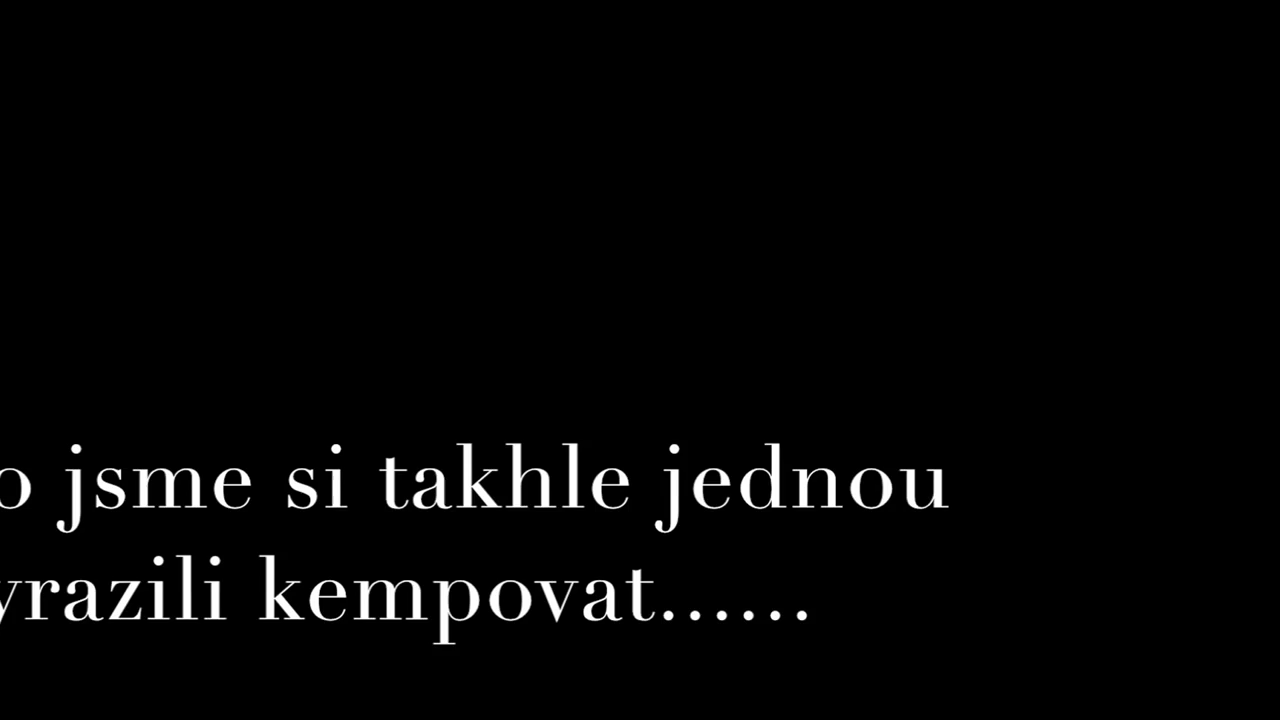 o jsme si takhle jednou
yrazili kempovat......